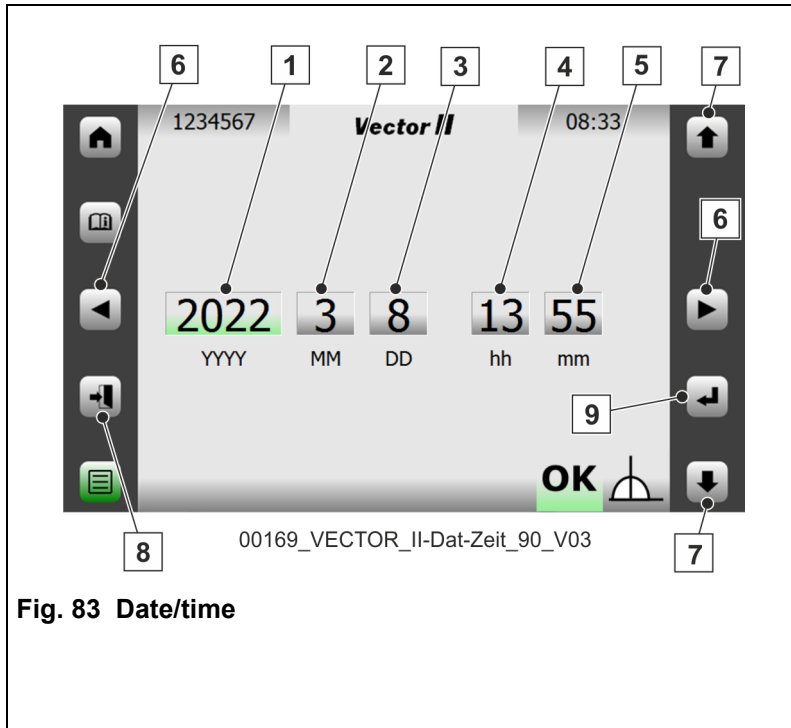 6 1 2 3 4 5 7
1234567 Vector II 08:33
6
2022 3 8 13 55
YYYY MM DD hh mm
9
OK
8 00169_VECTOR_II-Dat-Zeit_90_V03 7
Fig. 83 Date/time